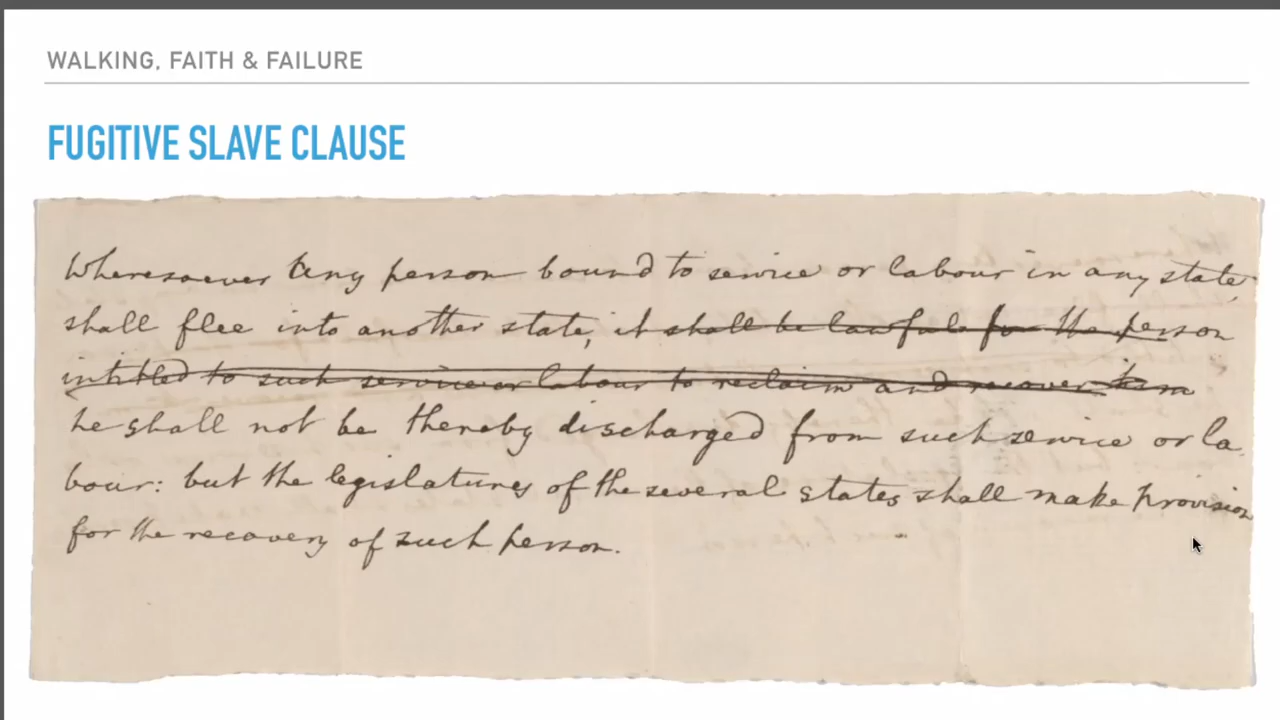 WALKING, FAITH & FAILURE
FUGITIVE SLAVE CLAUSE
Wheresoever any person bound to service or labour in any state,
shall flee into another state, it shall be lawful for the person
intitled to such service or labour to reclaim and recover him
he shall not be thereby discharged from such service or la
bour: but the legislatures of the several states shall make provision
for the recovery of such person.